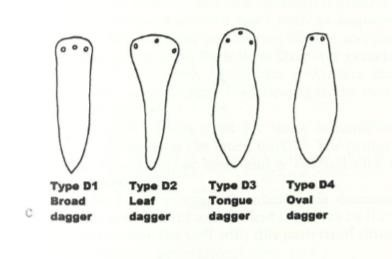 Type D1 Type D2 Type D3 Type D4
Broad Leaf Tongue Oval
c dagger dagger dagger dagger